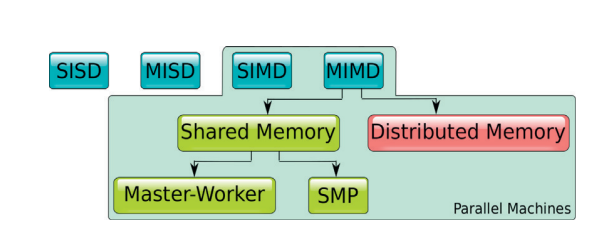 SISD MISD SIMD MIMD
Shared Memory Distributed Memory
Master-Worker SMP
Parallel Machines